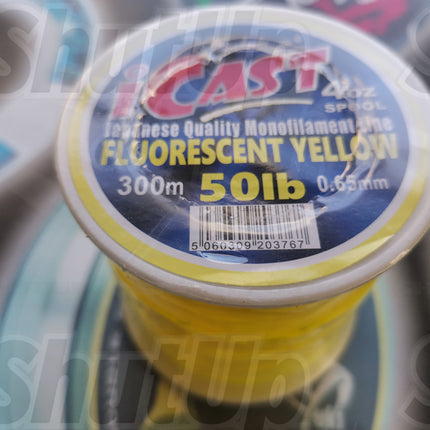 ShutUp
iCAST
4oz
SPOOL
Japanese Quality Monofilament Line
FLUORESCENT YELLOW
300m 50lb 0.65mm
5 060309 203767
ShutUp